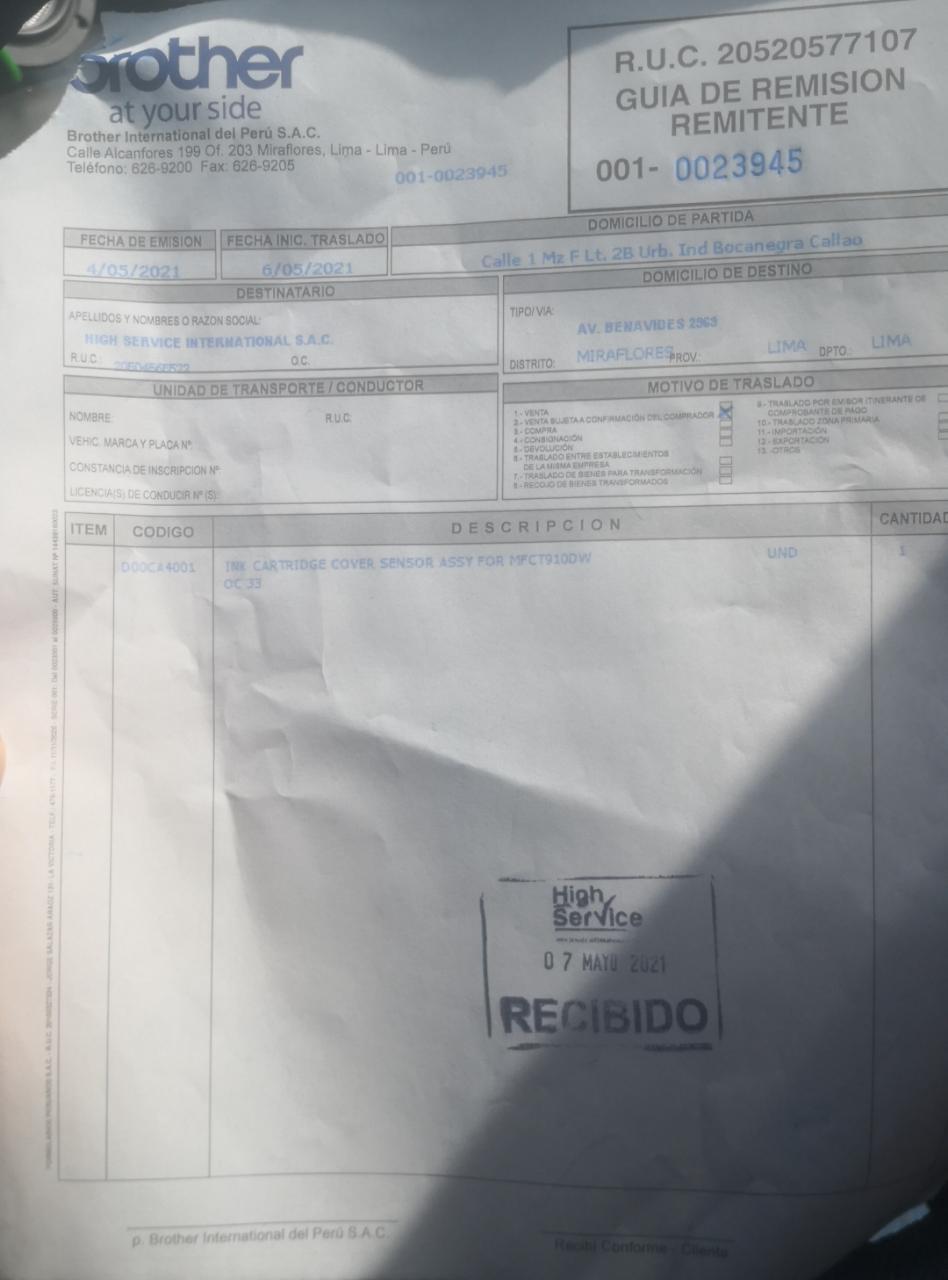 brother
at your side
Brother International del Perú S.A.C.
Calle Alcanfores 199 Of. 203 Miraflores, Lima - Lima - Perú
Teléfono: 626-9200 Fax: 626-9205
001-0023945
R.U.C. 20520577107
GUIA DE REMISION
REMITENTE
001- 0023945
FECHA DE EMISION
4/05/2021
FECHA INIC. TRASLADO
6/05/2021
DOMICILIO DE PARTIDA
Calle 1 Mz F Lt. 2B Urb. Ind Bocanegra Callao
DESTINATARIO
APELLIDOS Y NOMBRES O RAZON SOCIAL:
HIGH SERVICE INTERNATIONAL S.A.C.
R.U.C.: O.C.
DOMICILIO DE DESTINO
TIPO/VIA:
AV. BENAVIDES
DISTRITO: MIRAFLORES PROV.: LIMA DPTO.: LIMA
UNIDAD DE TRANSPORTE / CONDUCTOR
NOMBRE: R.U.C.
VEHIC. MARCA Y PLACA Nº:
CONSTANCIA DE INSCRIPCION Nº:
LICENCIA(S) DE CONDUCIR Nº (S):
MOTIVO DE TRASLADO
1.- VENTA
2.- VENTA SUJETA A CONFIRMACIÓN DEL COMPRADOR
3.- COMPRA
4.- CONSIGNACIÓN
5.- DEVOLUCIÓN
6.- TRASLADO ENTRE ESTABLECIMIENTOS
DE LA MISMA EMPRESA
7.- TRASLADO DE BIENES PARA TRANSFORMACIÓN
8.- RECOJO DE BIENES TRANSFORMADOS
9.- TRASLADO POR EMISOR ITINERANTE DE
COMPROBANTE DE PAGO
10.- TRASLADO ZONA PRIMARIA
11.- IMPORTACIÓN
12.- EXPORTACIÓN
13.- OTROS
ITEM CODIGO DESCRIPCION CANTIDAD
D00CA4001 INK CARTRIDGE COVER SENSOR ASSY FOR MFCT910DW UND 1
OC 33
High
Service
07 MAYO 2021
RECIBIDO
p. Brother International del Perú S.A.C.
Recibí Conforme - Cliente